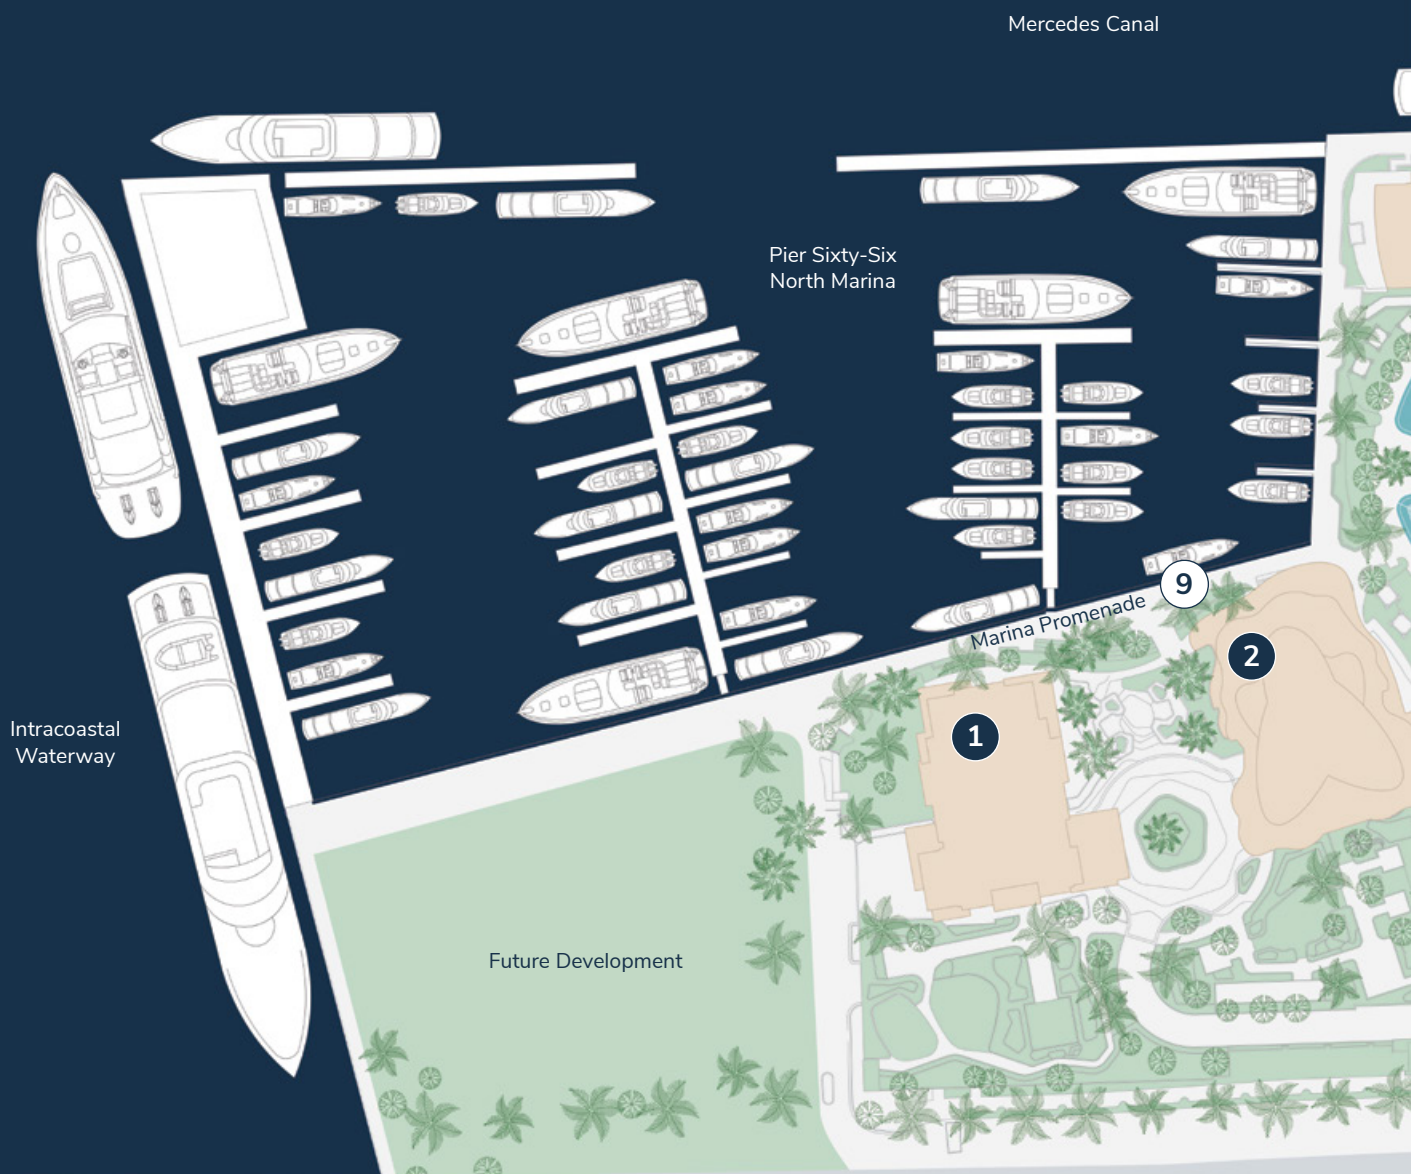 Mercedes Canal
Pier Sixty-Six
North Marina
9
Marina Promenade
2
1
Intracoastal
Waterway
Future Development